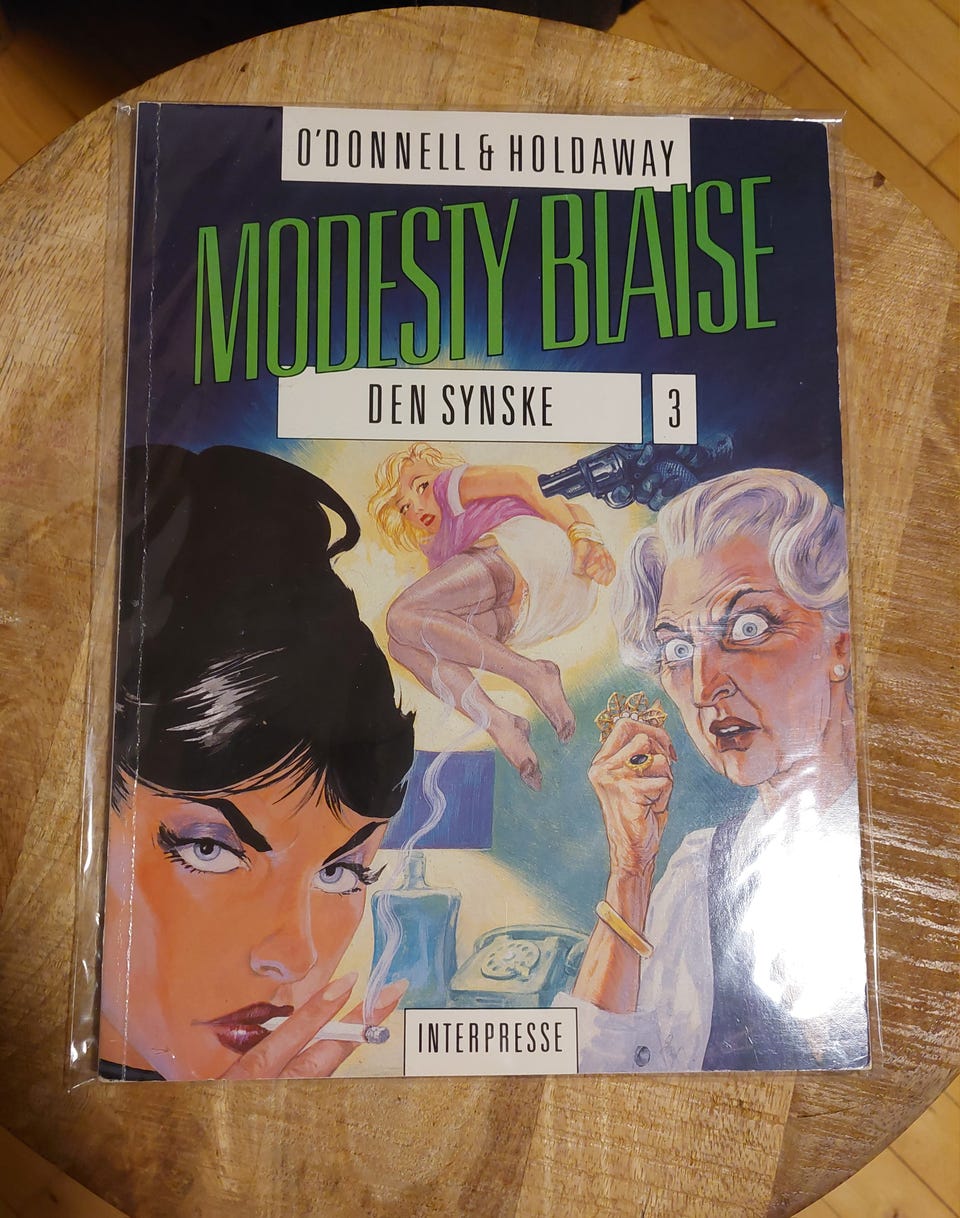 O'DONNELL & HOLDAWAY
MODESTY BLAISE
DEN SYNSKE 3
INTERPRESSE